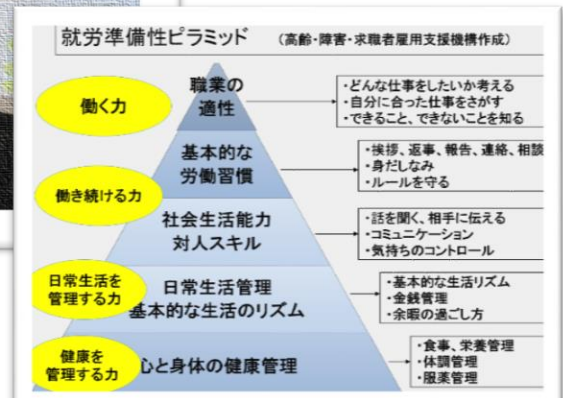 就労準備性ピラミッド （高齢・障害・求職者雇用支援機構作成）
働く力
職業の
適性
・どんな仕事をしたいか考える
・自分に合った仕事をさがす
・できること、できないことを知る
基本的な
労働習慣
・挨拶、返事、報告、連絡、相談
・身だしなみ
・ルールを守る
働き続ける力
社会生活能力
対人スキル
・話を聞く、相手に伝える
・コミュニケーション
・気持ちのコントロール
日常生活を
管理する力
日常生活管理
基本的な生活のリズム
・基本的な生活リズム
・金銭管理
・余暇の過ごし方
健康を
管理する力
心と身体の健康管理
・食事、栄養管理
・体調管理
・服薬管理